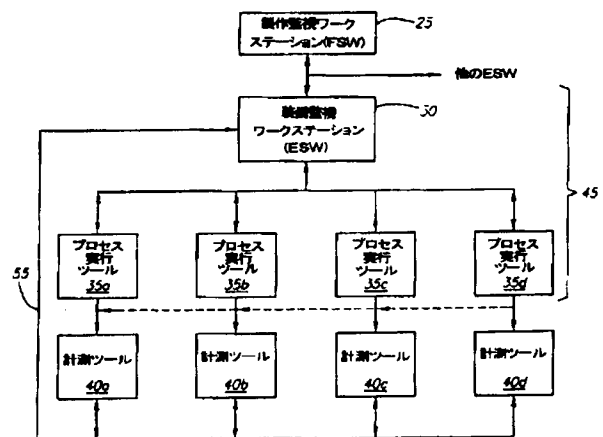 製作監視ワーク
ステーション(FSW)
25
他のESW
装置監視
ワークステーション
(ESW)
30
45
プロセス
実行
ツール
35a
プロセス
実行
ツール
35b
プロセス
実行
ツール
35c
プロセス
実行
ツール
35d
55
計測ツール
40a
計測ツール
40b
計測ツール
40c
計測ツール
40d